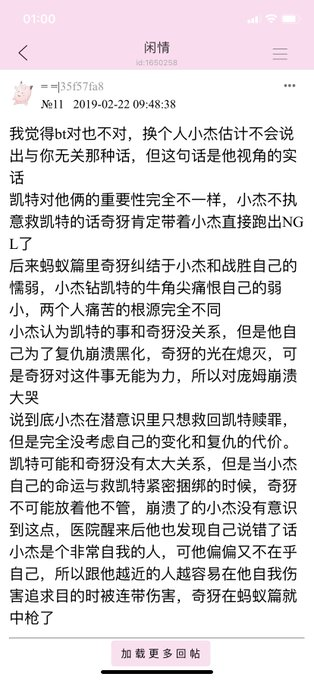 01:00
闲情
id:1650258
= =|35f57fa8
№11 2019-02-22 09:48:38
我觉得bt对也不对，换个人小杰估计不会说
出与你无关那种话，但这句话是他视角的实
话
凯特对他俩的重要性完全不一样，小杰不执
意救凯特的话奇犽肯定带着小杰直接跑出NG
L了
后来蚂蚁篇里奇犽纠结于小杰和战胜自己的
懦弱，小杰钻凯特的牛角尖痛恨自己的弱
小，两个人痛苦的根源完全不同
小杰认为凯特的事和奇犽没关系，但是他自
己为了复仇崩溃黑化，奇犽的光在熄灭，可
是奇犽对这件事无能为力，所以对庞姆崩溃
大哭
说到底小杰在潜意识里只想救回凯特赎罪，
但是完全没考虑自己的变化和复仇的代价。
凯特可能和奇犽没有太大关系，但是当小杰
自己的命运与救凯特紧密捆绑的时候，奇犽
不可能放着他不管，崩溃了的小杰没有意识
到这点，医院醒来后他也发现自己说错了话
小杰是个非常自我的人，可他偏偏又不在乎
自己，所以跟他越近的人越容易在他自我伤
害追求目的时被连带伤害，奇犽在蚂蚁篇就
中枪了
加载更多回帖